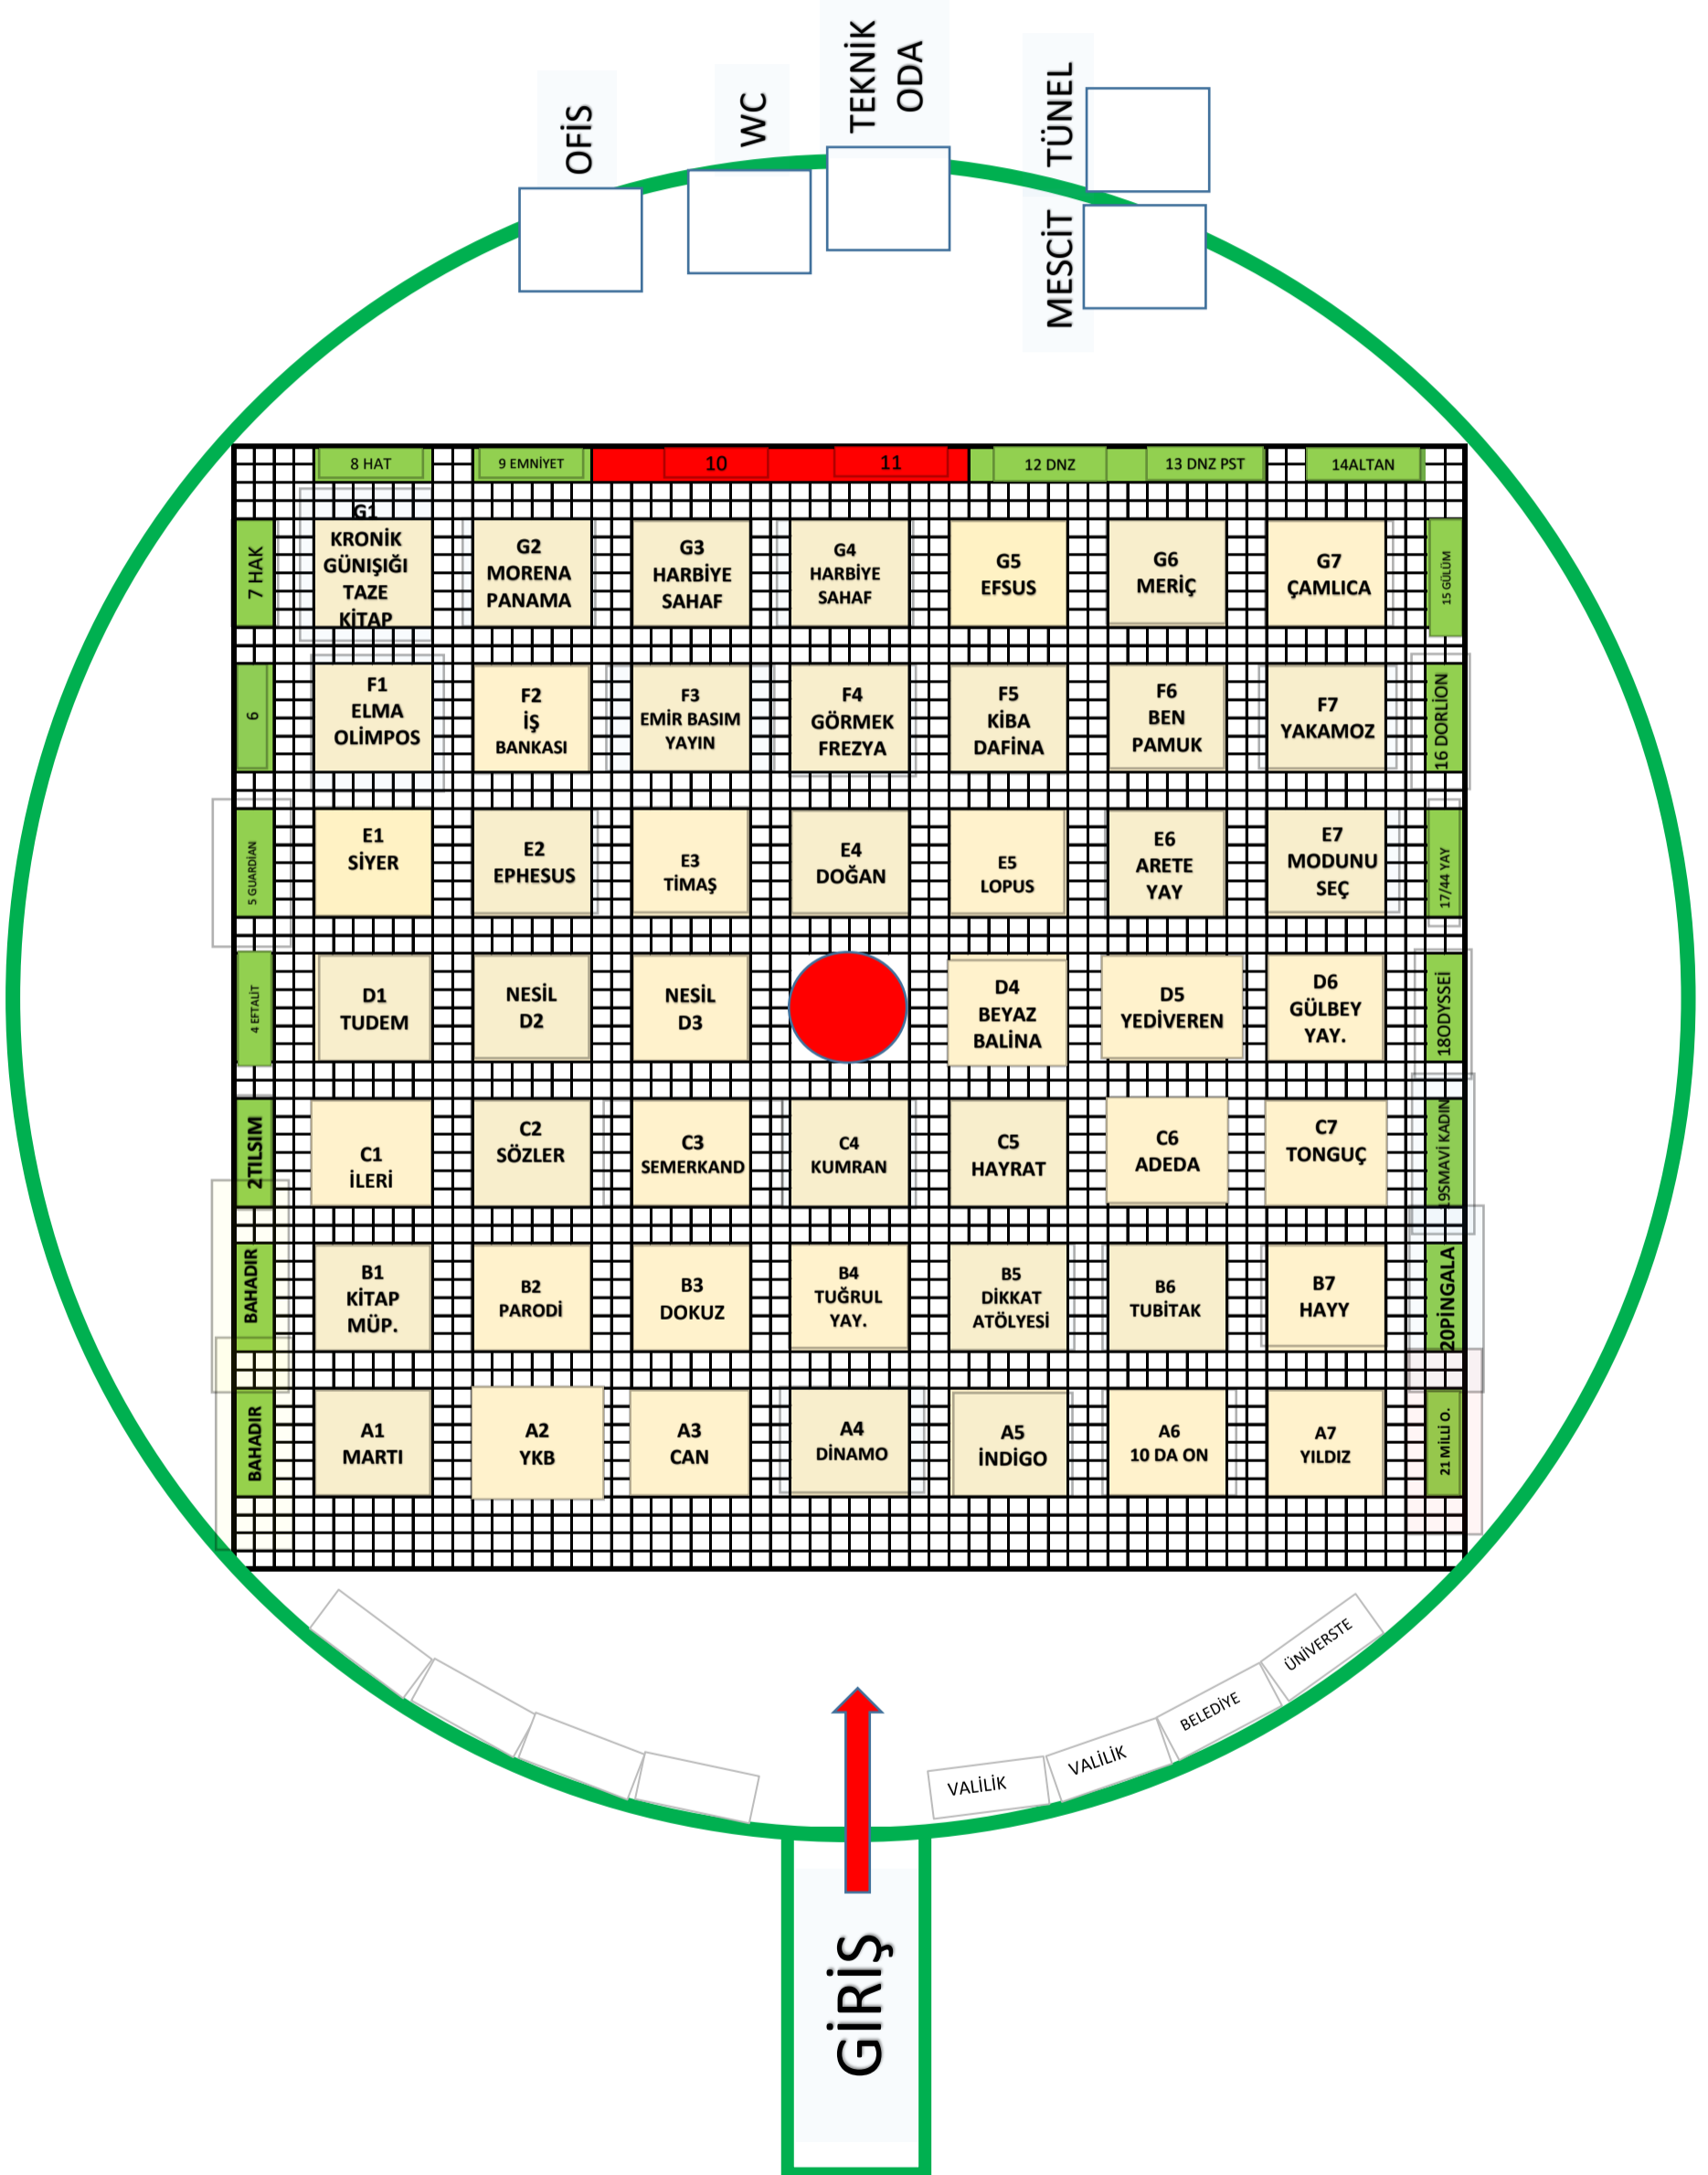 OFİS
WC
TEKNİK
ODA
TÜNEL
MESCİT
8 HAT
9 EMNİYET
10
11
12 DNZ
13 DNZ PST
14ALTAN
7 HAK
G1
KRONİK
GÜNIŞIĞI
TAZE
KİTAP
G2
MORENA
PANAMA
G3
HARBİYE
SAHAF
G4
HARBİYE
SAHAF
G5
EFSUS
G6
MERİÇ
G7
ÇAMLICA
15 GÜLÜM
6
F1
ELMA
OLİMPOS
F2
İŞ
BANKASI
F3
EMİR BASIM
YAYIN
F4
GÖRMEK
FREZYA
F5
KİBA
DAFİNA
F6
BEN
PAMUK
F7
YAKAMOZ
16 DORLİON
5 GUARDİAN
E1
SİYER
E2
EPHESUS
E3
TİMAŞ
E4
DOĞAN
E5
LOPUS
E6
ARETE
YAY
E7
MODUNU
SEÇ
17/44 YAY
4 EFTALİT
D1
TUDEM
NESİL
D2
NESİL
D3
D4
BEYAZ
BALİNA
D5
YEDİVEREN
D6
GÜLBEY
YAY.
18ODYSSEİ
2TILSIM
C1
İLERİ
C2
SÖZLER
C3
SEMERKAND
C4
KUMRAN
C5
HAYRAT
C6
ADEDA
C7
TONGUÇ
19SMAVİ KADIN
BAHADIR
B1
KİTAP
MÜP.
B2
PARODİ
B3
DOKUZ
B4
TUĞRUL
YAY.
B5
DİKKAT
ATÖLYESİ
B6
TUBİTAK
B7
HAYY
20PİNGALA
BAHADIR
A1
MARTI
A2
YKB
A3
CAN
A4
DİNAMO
A5
İNDİGO
A6
10 DA ON
A7
YILDIZ
21 MİLLİ O.
VALİLİK
VALİLİK
BELEDİYE
ÜNİVERSTE
GİRİŞ